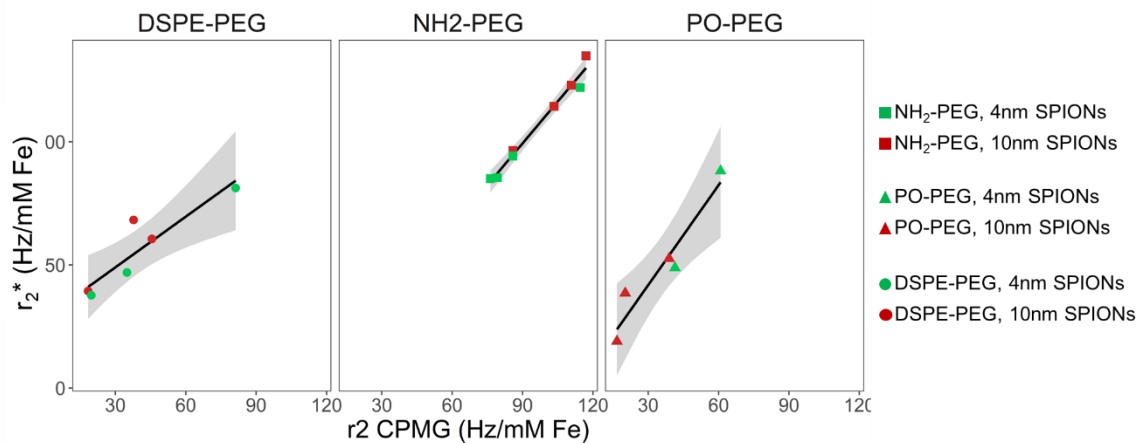 DSPE-PEG NH2-PEG PO-PEG
r₂* (Hz/mM Fe)
00
50
0
30 60 90 120 30 60 90 120 30 60 90 120
r2 CPMG (Hz/mM Fe)
NH₂-PEG, 4nm SPIONs
NH₂-PEG, 10nm SPIONs
PO-PEG, 4nm SPIONs
PO-PEG, 10nm SPIONs
DSPE-PEG, 4nm SPIONs
DSPE-PEG, 10nm SPIONs